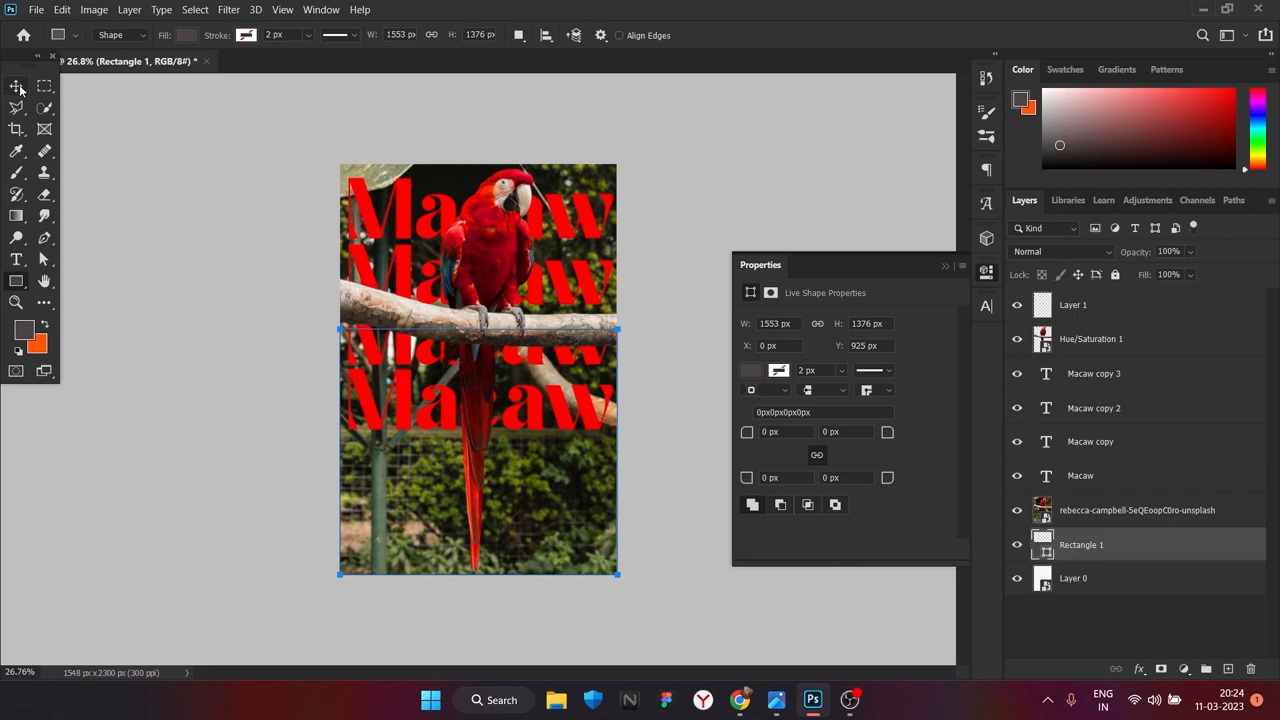 Ps File Edit Image Layer Type Select Filter 3D View Window Help
Shape Fill: Stroke: 2 px W: 1553 px H: 1376 px Align Edges
@ 26.8% (Rectangle 1, RGB/8#) *
Color Swatches Gradients Patterns
Macaw
Macaw
Macaw
Macaw
Properties
Live Shape Properties
W: 1553 px H: 1376 px
X: 0 px Y: 925 px
2 px
0px0px0px0px
0 px 0 px
0 px 0 px
Layers Libraries Learn Adjustments Channels Paths
Kind
Normal Opacity: 100%
Lock: Fill: 100%
Layer 1
Hue/Saturation 1
Macaw copy 3
Macaw copy 2
Macaw copy
Macaw
rebecca-campbell-5eQEoopC0ro-unsplash
Rectangle 1
Layer 0
26.76% 1548 px x 2300 px (300 ppi)
Search
ENG
IN
20:24
11-03-2023
1